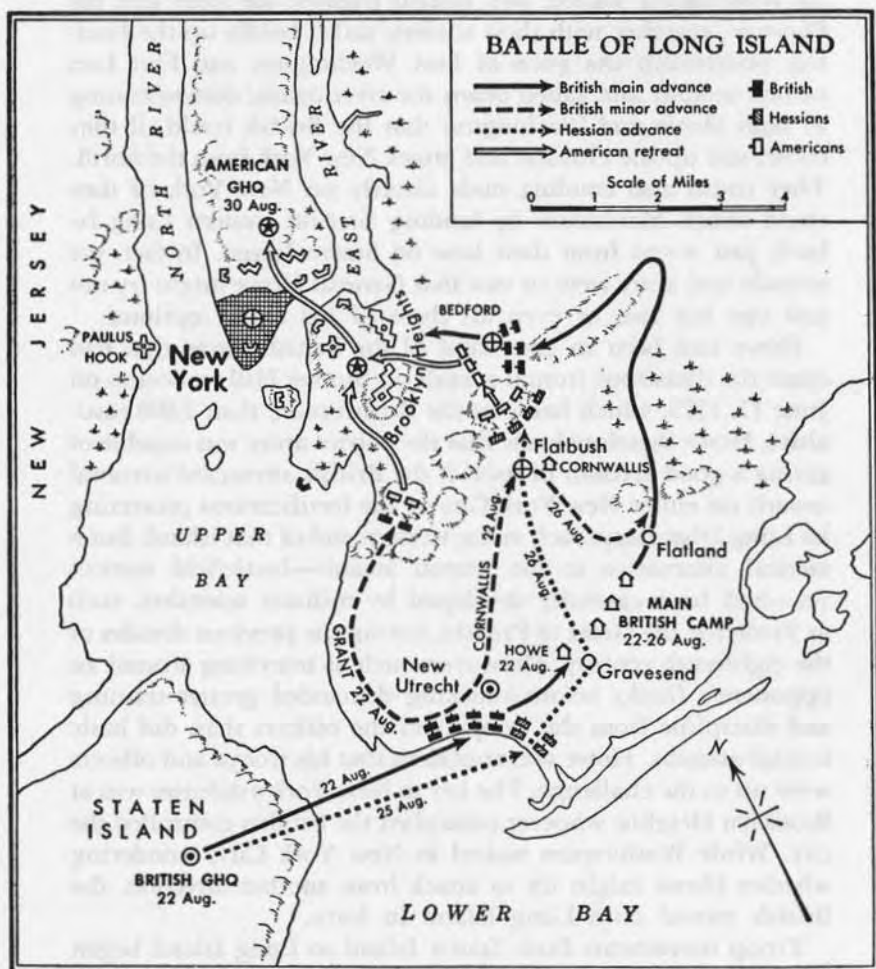 BATTLE OF LONG ISLAND
British main advance
British minor advance
Hessian advance
American retreat
British
Hessians
Americans
Scale of Miles
0 1 2 3 4
NORTH RIVER
EAST RIVER
AMERICAN
GHQ
30 Aug.
NEW JERSEY
PAULUS
HOOK
New
York
Brooklyn Heights
BEDFORD
Flatbush
CORNWALLIS
22 Aug.
Flatland
UPPER
BAY
CORNWALLIS 22 Aug.
25 Aug.
GRANT 22 Aug.
HOWE
22 Aug.
MAIN
BRITISH CAMP
22-26 Aug.
New
Utrecht
Gravesend
22 Aug.
25 Aug.
STATEN
ISLAND
BRITISH GHQ
22 Aug.
N
LOWER BAY